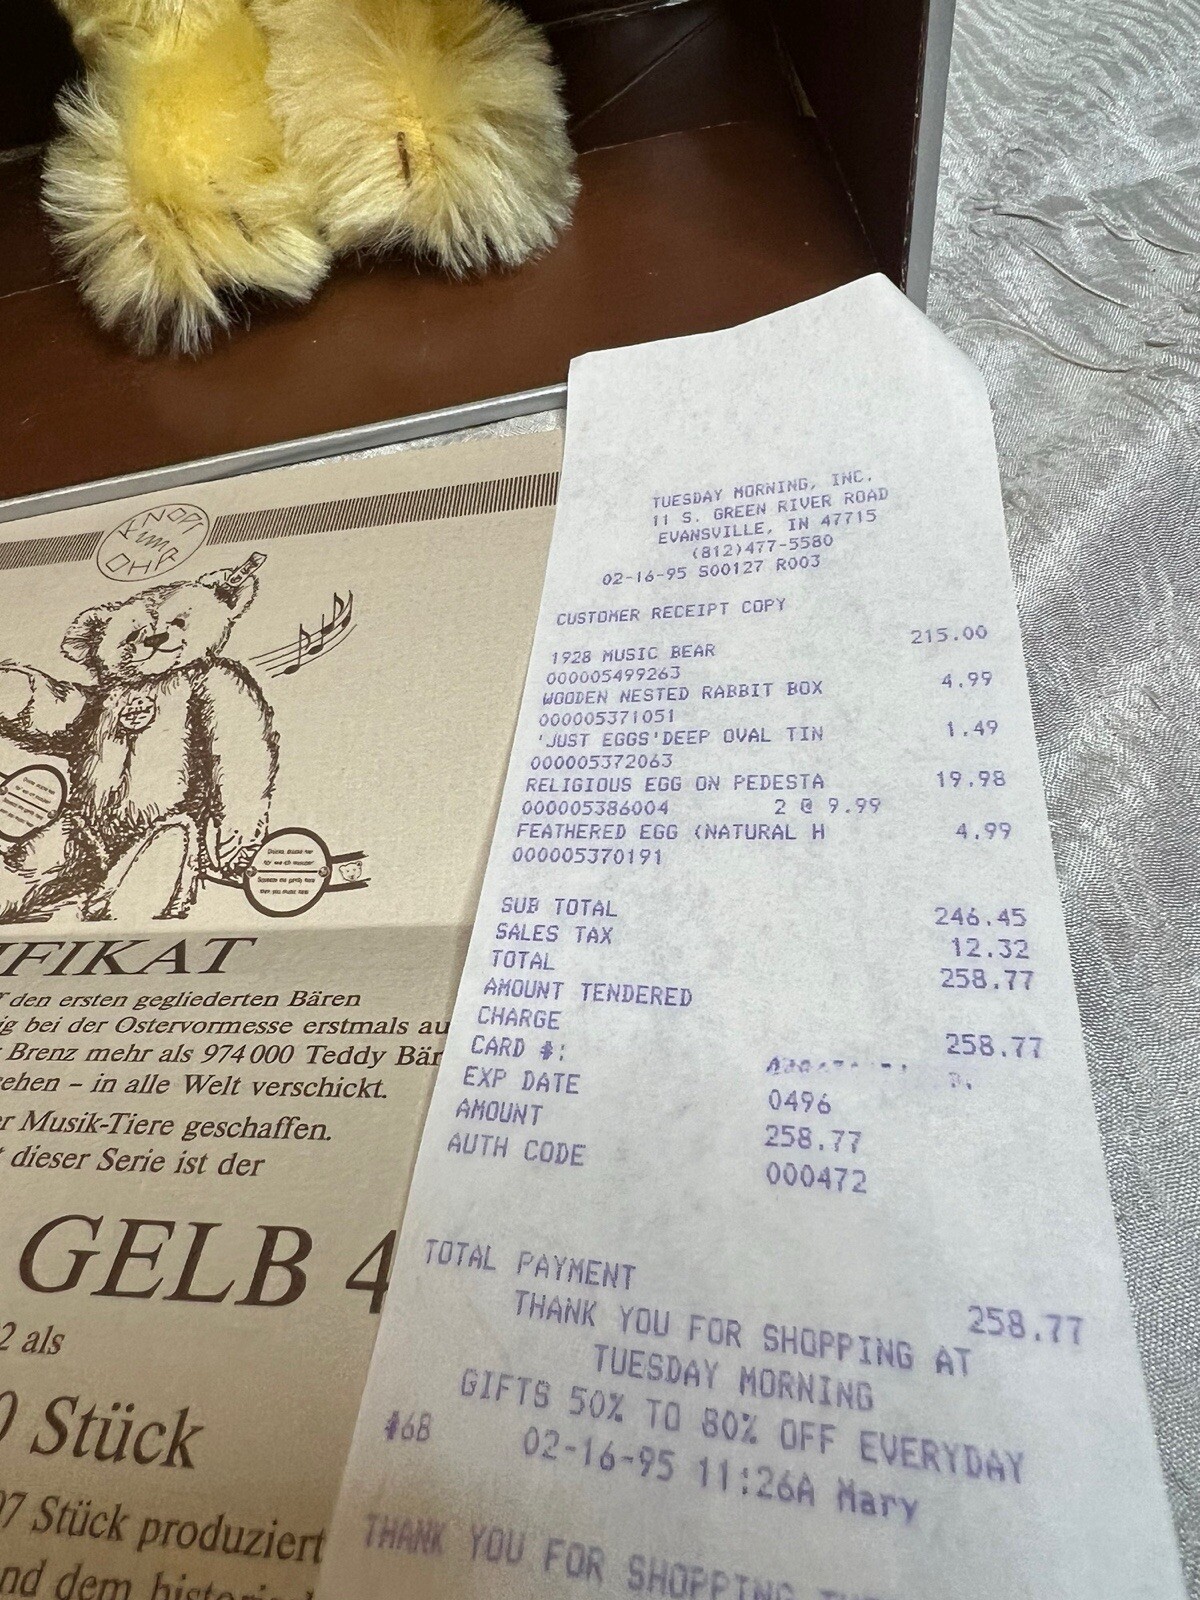 KNOPF
im
OHR
IFIKAT
den ersten gegliederten Bären
ig bei der Ostervormesse erstmals au
Brenz mehr als 974 000 Teddy Bär
ehen – in alle Welt verschickt.
er Musik-Tiere geschaffen.
dieser Serie ist der
GELB 4
2 als
0 Stück
07 Stück produziert
nd dem historis
TUESDAY MORNING, INC.
11 S. GREEN RIVER ROAD
EVANSVILLE, IN 47715
(812)477-5580
02-16-95 S00127 R003
CUSTOMER RECEIPT COPY
1928 MUSIC BEAR 215.00
000005499263
WOODEN NESTED RABBIT BOX 4.99
000005371051
'JUST EGGS'DEEP OVAL TIN 1.49
000005372063
RELIGIOUS EGG ON PEDESTA 19.98
000005386004 2 @ 9.99
FEATHERED EGG (NATURAL H 4.99
000005370191
SUB TOTAL 246.45
SALES TAX 12.32
TOTAL 258.77
AMOUNT TENDERED
CHARGE 258.77
CARD #:
EXP DATE 0496
AMOUNT 258.77
AUTH CODE 000472
TOTAL PAYMENT 258.77
THANK YOU FOR SHOPPING AT
TUESDAY MORNING
GIFTS 50% TO 80% OFF EVERYDAY
#68 02-16-95 11:26A Mary
THANK YOU FOR SHOPPING